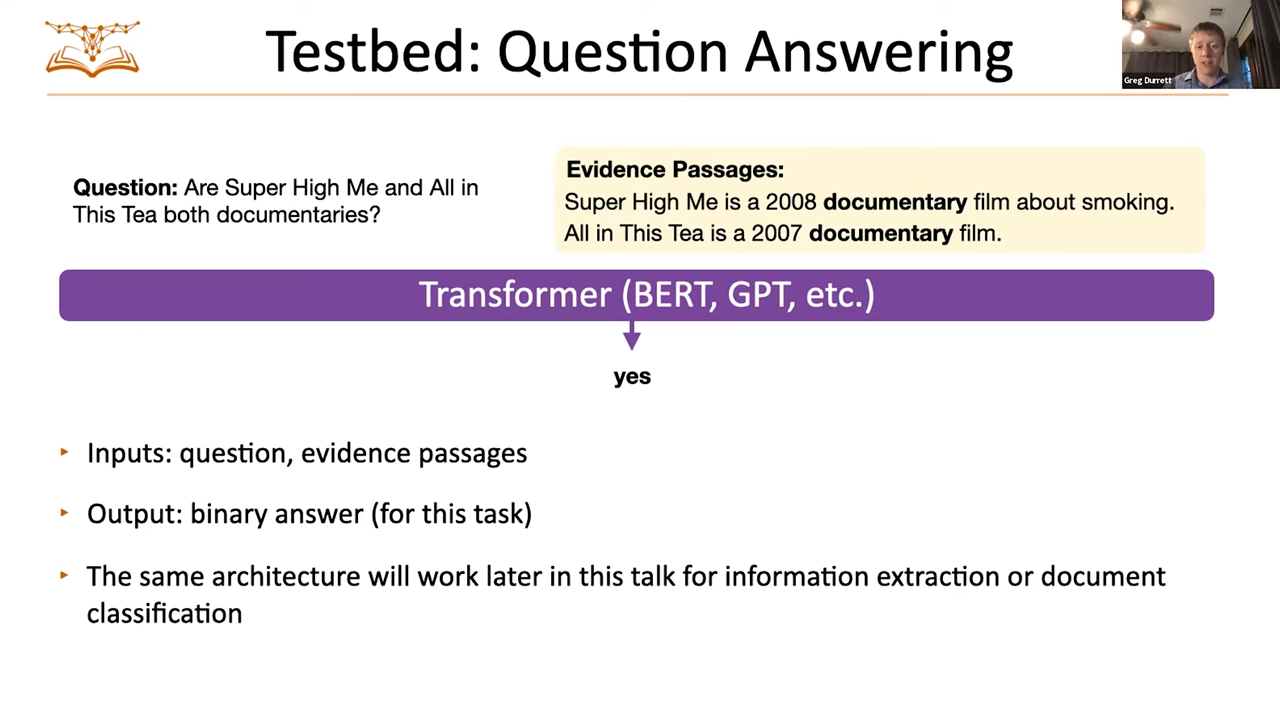 Testbed: Question Answering
Greg Durrett
Question: Are Super High Me and All in
This Tea both documentaries?
Evidence Passages:
Super High Me is a 2008 documentary film about smoking.
All in This Tea is a 2007 documentary film.
Transformer (BERT, GPT, etc.)
yes
‣ Inputs: question, evidence passages
‣ Output: binary answer (for this task)
‣ The same architecture will work later in this talk for information extraction or document
classification